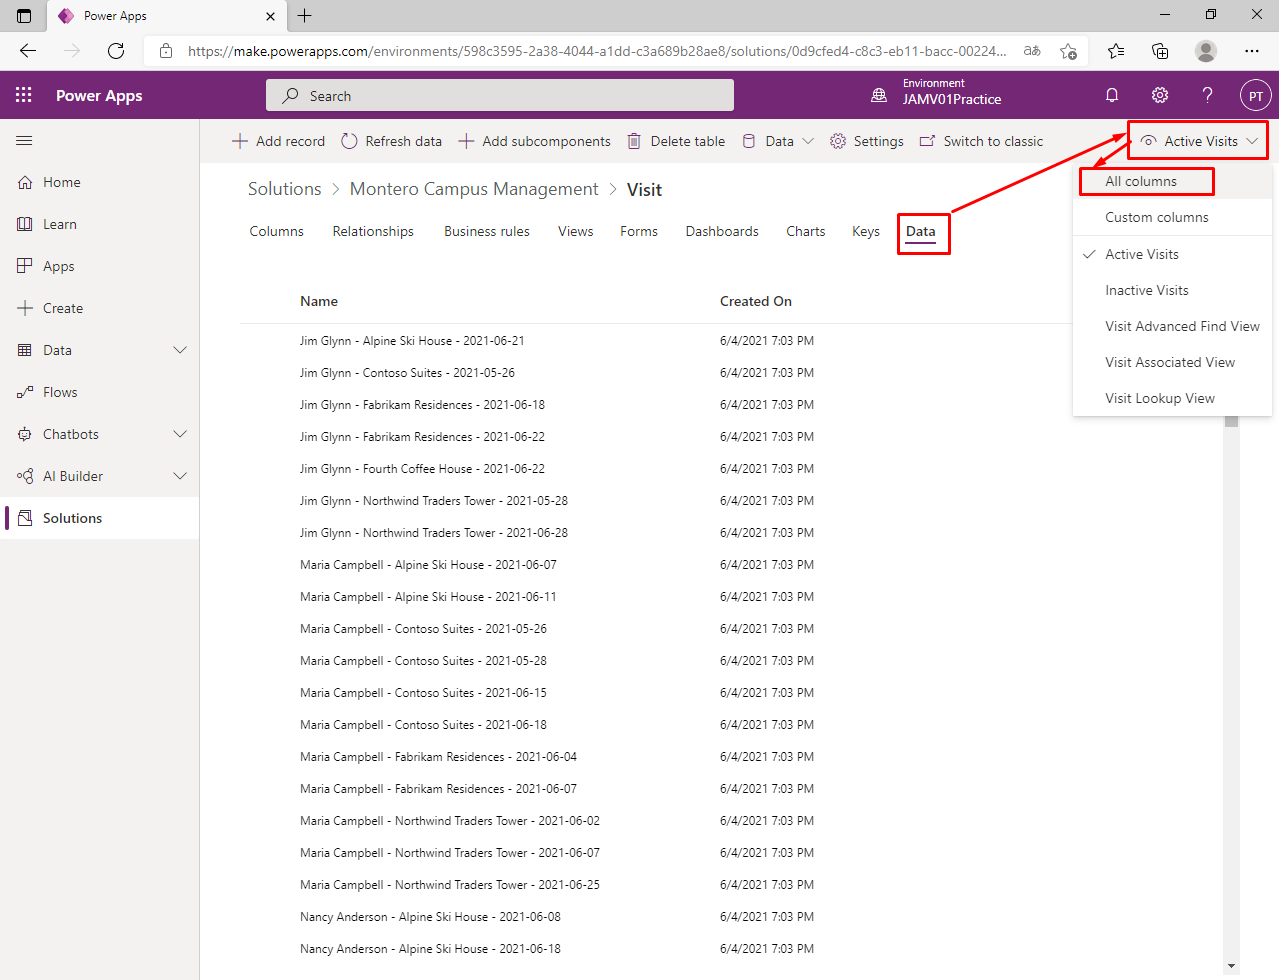 Power Apps
https://make.powerapps.com/environments/598c3595-2a38-4044-a1dd-c3a689b28ae8/solutions/0d9cfed4-c8c3-eb11-bacc-00224... aあ
Power Apps
Search
Environment
JAMV01Practice
? PT
Add record Refresh data Add subcomponents Delete table Data Settings Switch to classic Active Visits
Home
Learn
Apps
Create
Data
Flows
Chatbots
AI Builder
Solutions
Solutions > Montero Campus Management > Visit
Columns Relationships Business rules Views Forms Dashboards Charts Keys Data
All columns
Custom columns
Active Visits
Inactive Visits
Visit Advanced Find View
Visit Associated View
Visit Lookup View
Name Created On
Jim Glynn - Alpine Ski House - 2021-06-21 6/4/2021 7:03 PM
Jim Glynn - Contoso Suites - 2021-05-26 6/4/2021 7:03 PM
Jim Glynn - Fabrikam Residences - 2021-06-18 6/4/2021 7:03 PM
Jim Glynn - Fabrikam Residences - 2021-06-22 6/4/2021 7:03 PM
Jim Glynn - Fourth Coffee House - 2021-06-22 6/4/2021 7:03 PM
Jim Glynn - Northwind Traders Tower - 2021-05-28 6/4/2021 7:03 PM
Jim Glynn - Northwind Traders Tower - 2021-06-28 6/4/2021 7:03 PM
Maria Campbell - Alpine Ski House - 2021-06-07 6/4/2021 7:03 PM
Maria Campbell - Alpine Ski House - 2021-06-11 6/4/2021 7:03 PM
Maria Campbell - Contoso Suites - 2021-05-26 6/4/2021 7:03 PM
Maria Campbell - Contoso Suites - 2021-05-28 6/4/2021 7:03 PM
Maria Campbell - Contoso Suites - 2021-06-15 6/4/2021 7:03 PM
Maria Campbell - Contoso Suites - 2021-06-18 6/4/2021 7:03 PM
Maria Campbell - Fabrikam Residences - 2021-06-04 6/4/2021 7:03 PM
Maria Campbell - Fabrikam Residences - 2021-06-07 6/4/2021 7:03 PM
Maria Campbell - Northwind Traders Tower - 2021-06-02 6/4/2021 7:03 PM
Maria Campbell - Northwind Traders Tower - 2021-06-07 6/4/2021 7:03 PM
Maria Campbell - Northwind Traders Tower - 2021-06-25 6/4/2021 7:03 PM
Nancy Anderson - Alpine Ski House - 2021-06-08 6/4/2021 7:03 PM
Nancy Anderson - Alpine Ski House - 2021-06-18 6/4/2021 7:03 PM